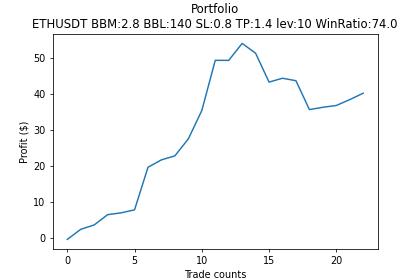 Portfolio
ETHUSDT BBM:2.8 BBL:140 SL:0.8 TP:1.4 lev:10 WinRatio:74.0
Profit ($)
50
40
30
20
10
0
0 5 10 15 20
Trade counts